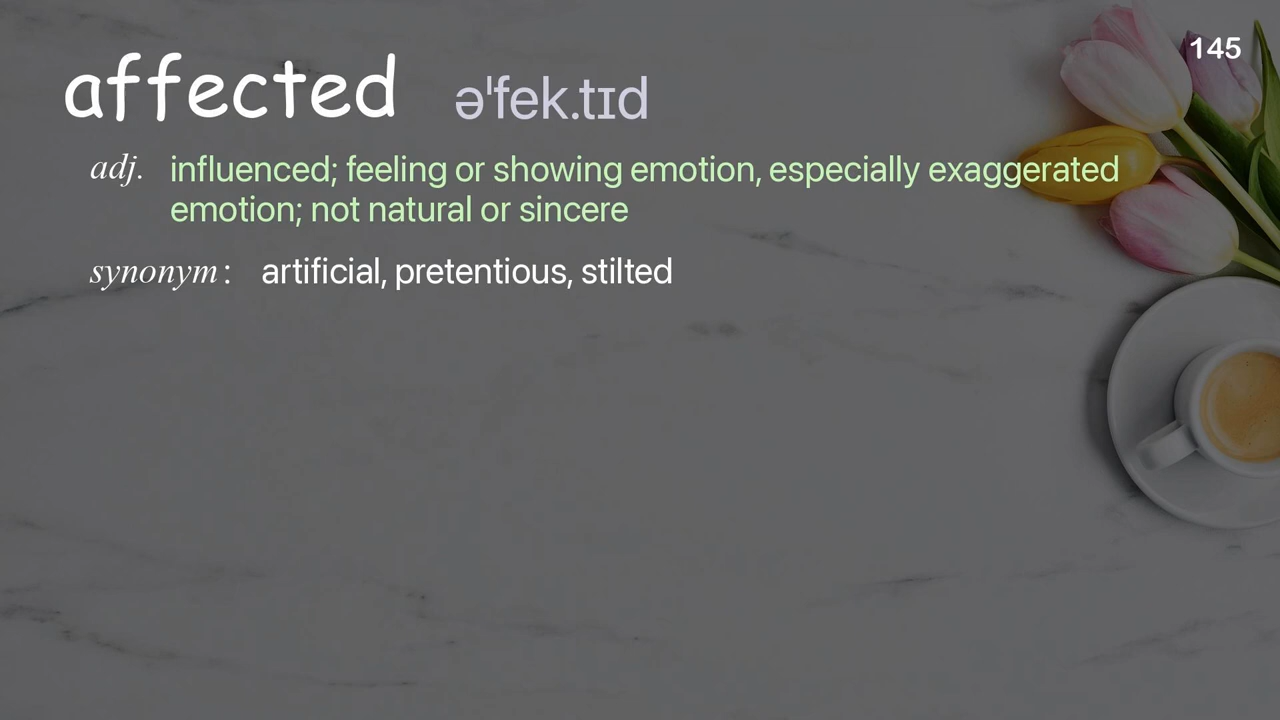 145
affected əˈfek.tɪd
adj. influenced; feeling or showing emotion, especially exaggerated
emotion; not natural or sincere
synonym: artificial, pretentious, stilted